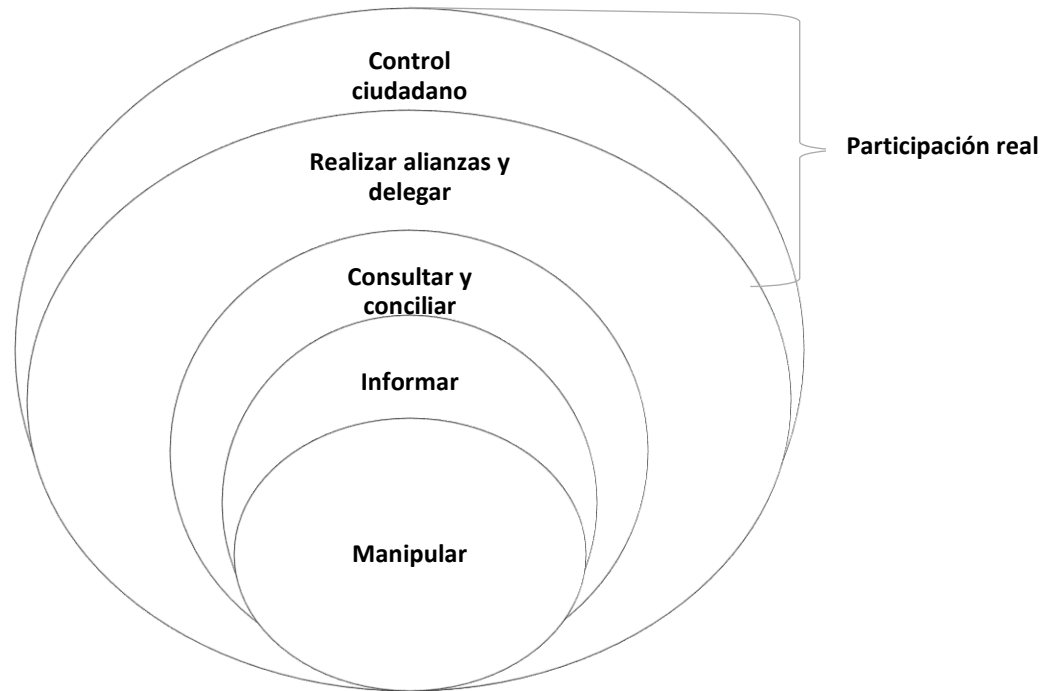 Control
ciudadano
Participación real
Realizar alianzas y
delegar
Consultar y
conciliar
Informar
Manipular